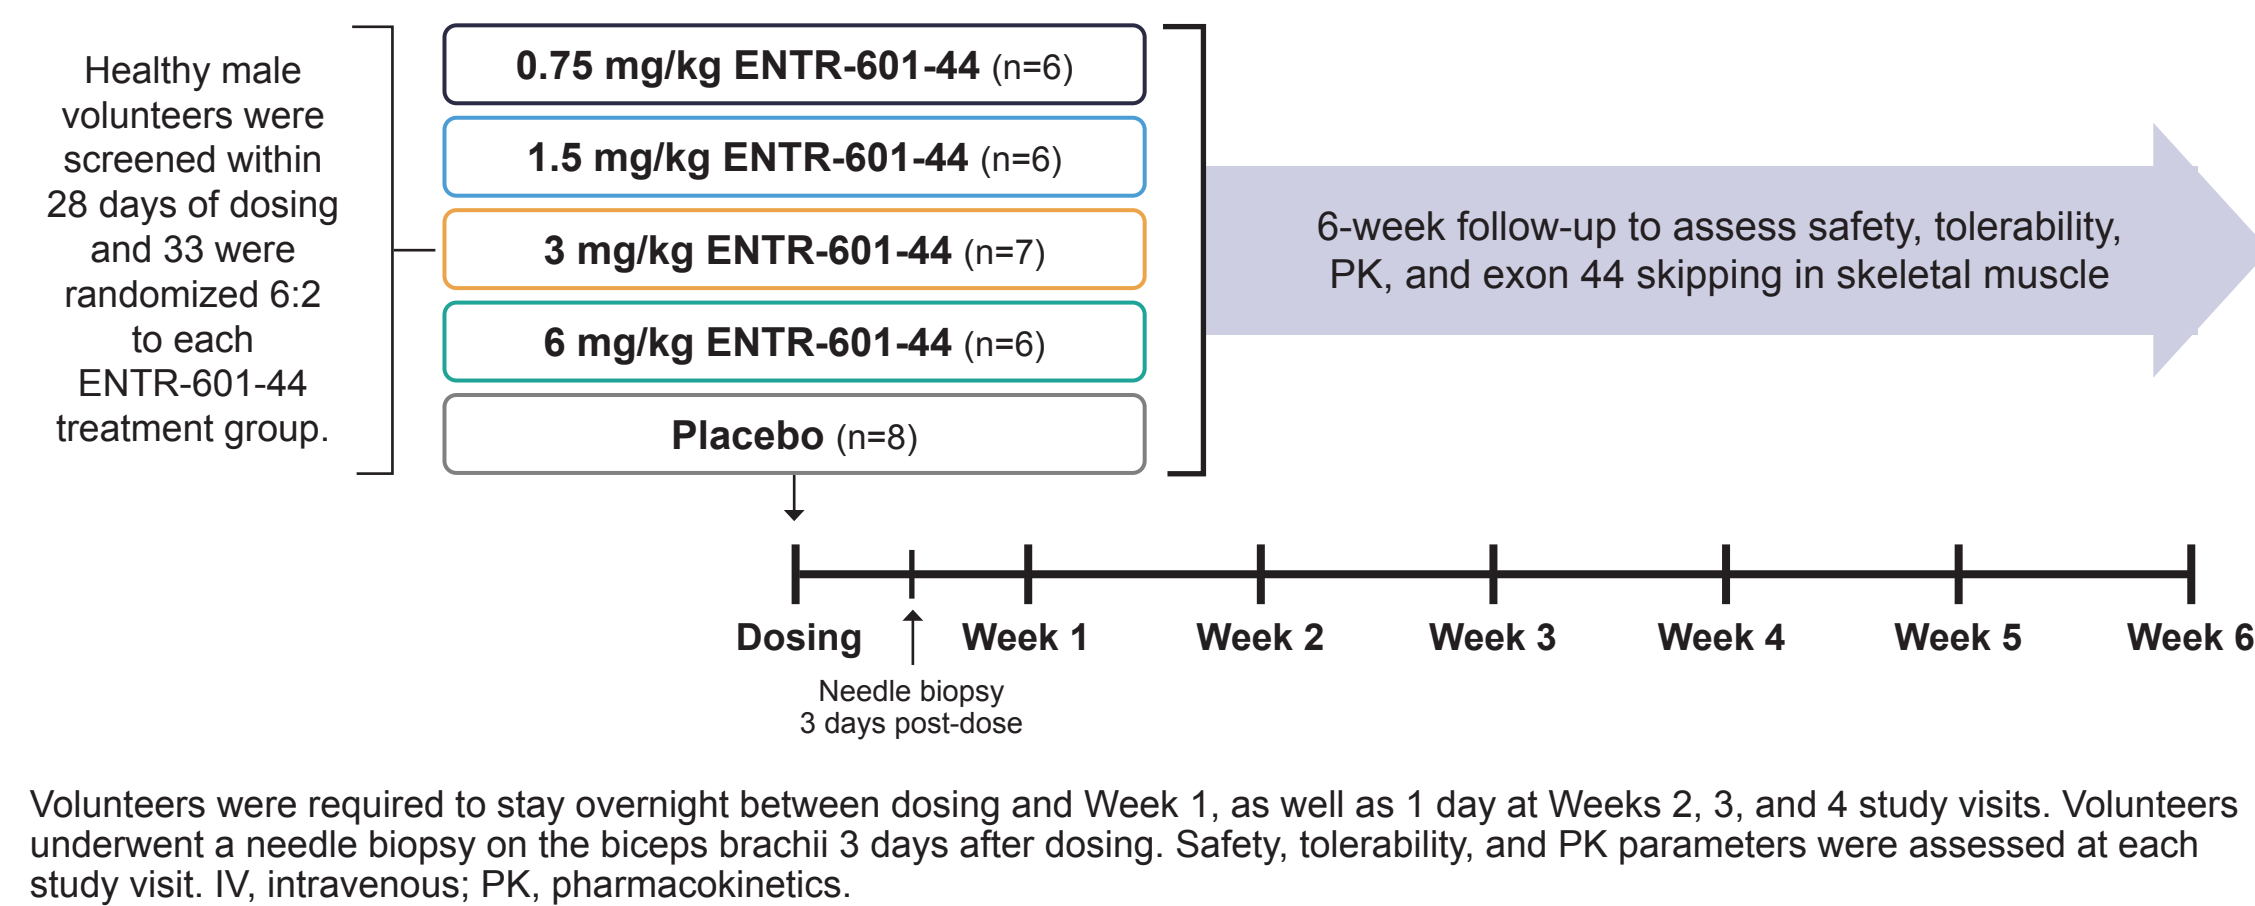 Healthy male
volunteers were
screened within
28 days of dosing
and 33 were
randomized 6:2
to each
ENTR-601-44
treatment group.
0.75 mg/kg ENTR-601-44 (n=6)
1.5 mg/kg ENTR-601-44 (n=6)
3 mg/kg ENTR-601-44 (n=7)
6 mg/kg ENTR-601-44 (n=6)
Placebo (n=8)
6-week follow-up to assess safety, tolerability,
PK, and exon 44 skipping in skeletal muscle
Dosing
Week 1
Week 2
Week 3
Week 4
Week 5
Week 6
Needle biopsy
3 days post-dose
Volunteers were required to stay overnight between dosing and Week 1, as well as 1 day at Weeks 2, 3, and 4 study visits. Volunteers
underwent a needle biopsy on the biceps brachii 3 days after dosing. Safety, tolerability, and PK parameters were assessed at each
study visit. IV, intravenous; PK, pharmacokinetics.